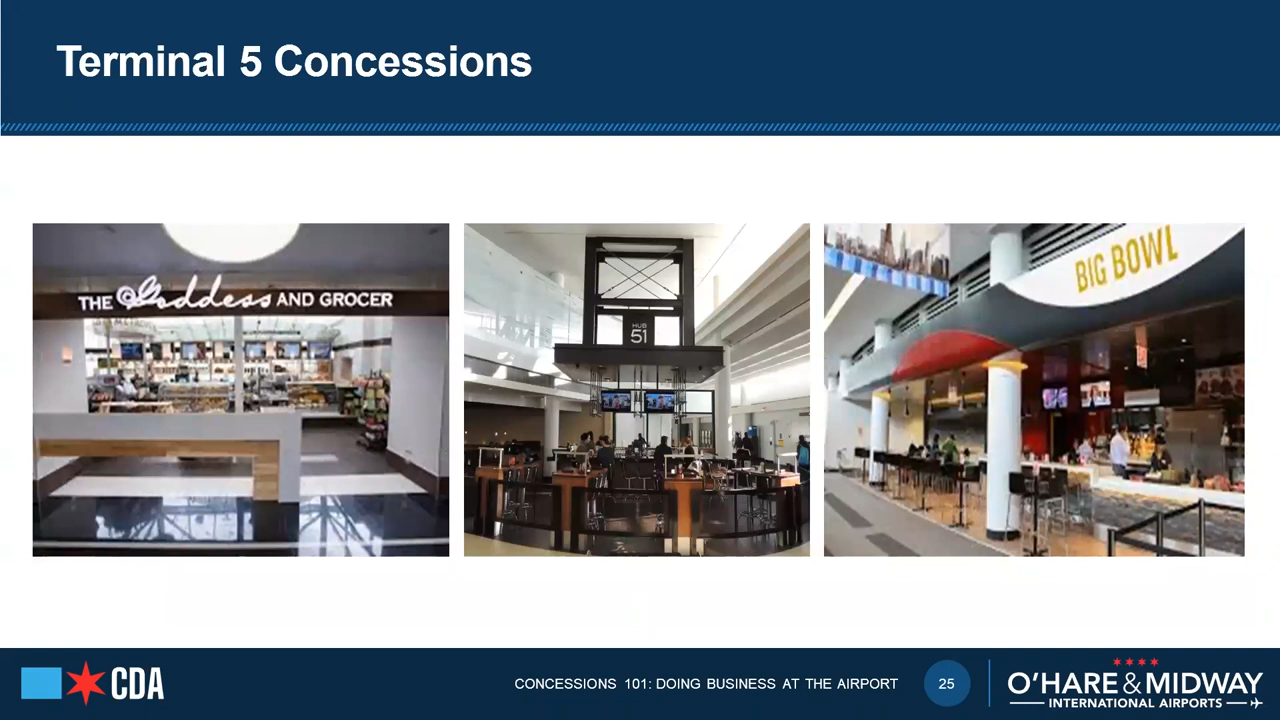 Terminal 5 Concessions
THE Goddess AND GROCER
HUB
51
BIG BOWL
CDA
CONCESSIONS 101: DOING BUSINESS AT THE AIRPORT
25
O'HARE & MIDWAY
INTERNATIONAL AIRPORTS